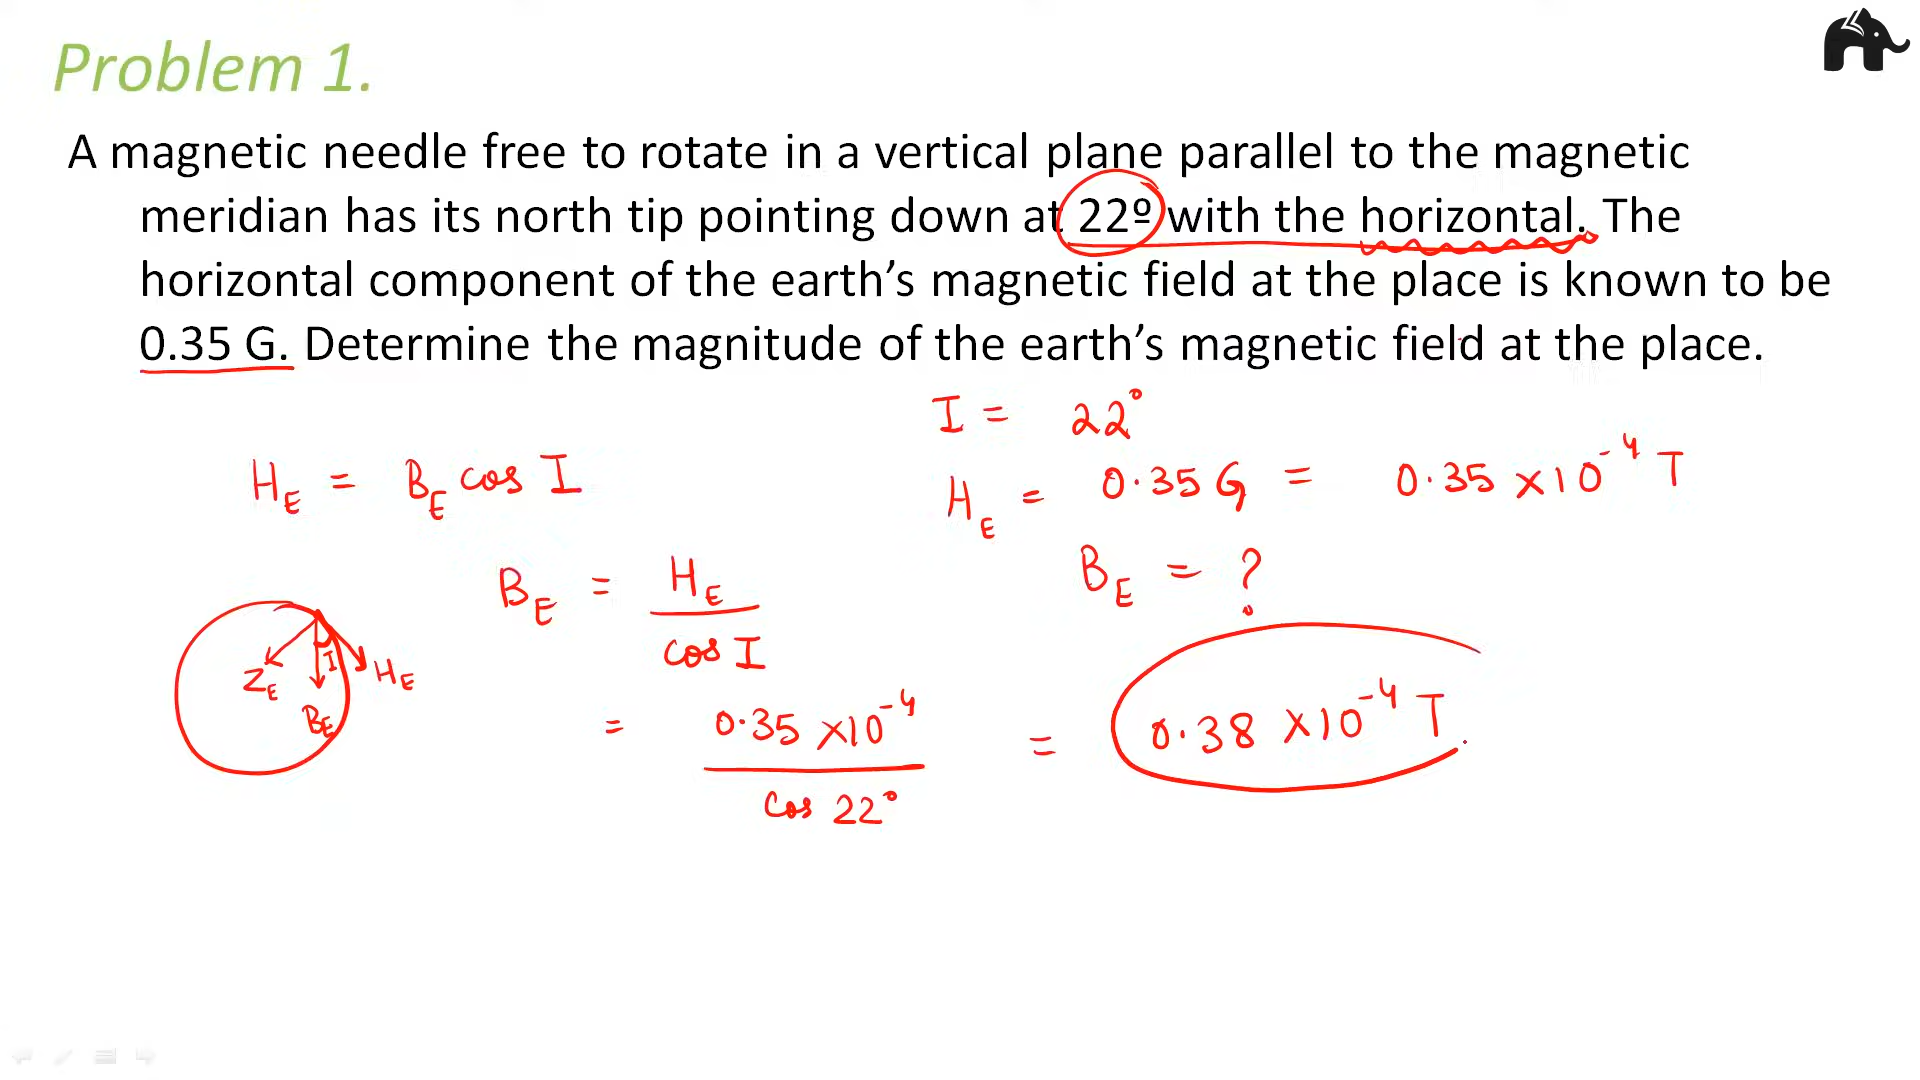 Problem 1.
A magnetic needle free to rotate in a vertical plane parallel to the magnetic
meridian has its north tip pointing down at 22º with the horizontal. The
horizontal component of the earth’s magnetic field at the place is known to be
0.35 G. Determine the magnitude of the earth’s magnetic field at the place.
I = 22°
H_E = B_E cos I
H_E = 0.35 G = 0.35 × 10^-4 T
B_E = ?
B_E = H_E / cos I
Z_E I H_E
B_E
= 0.35 × 10^-4 / cos 22° = 0.38 × 10^-4 T